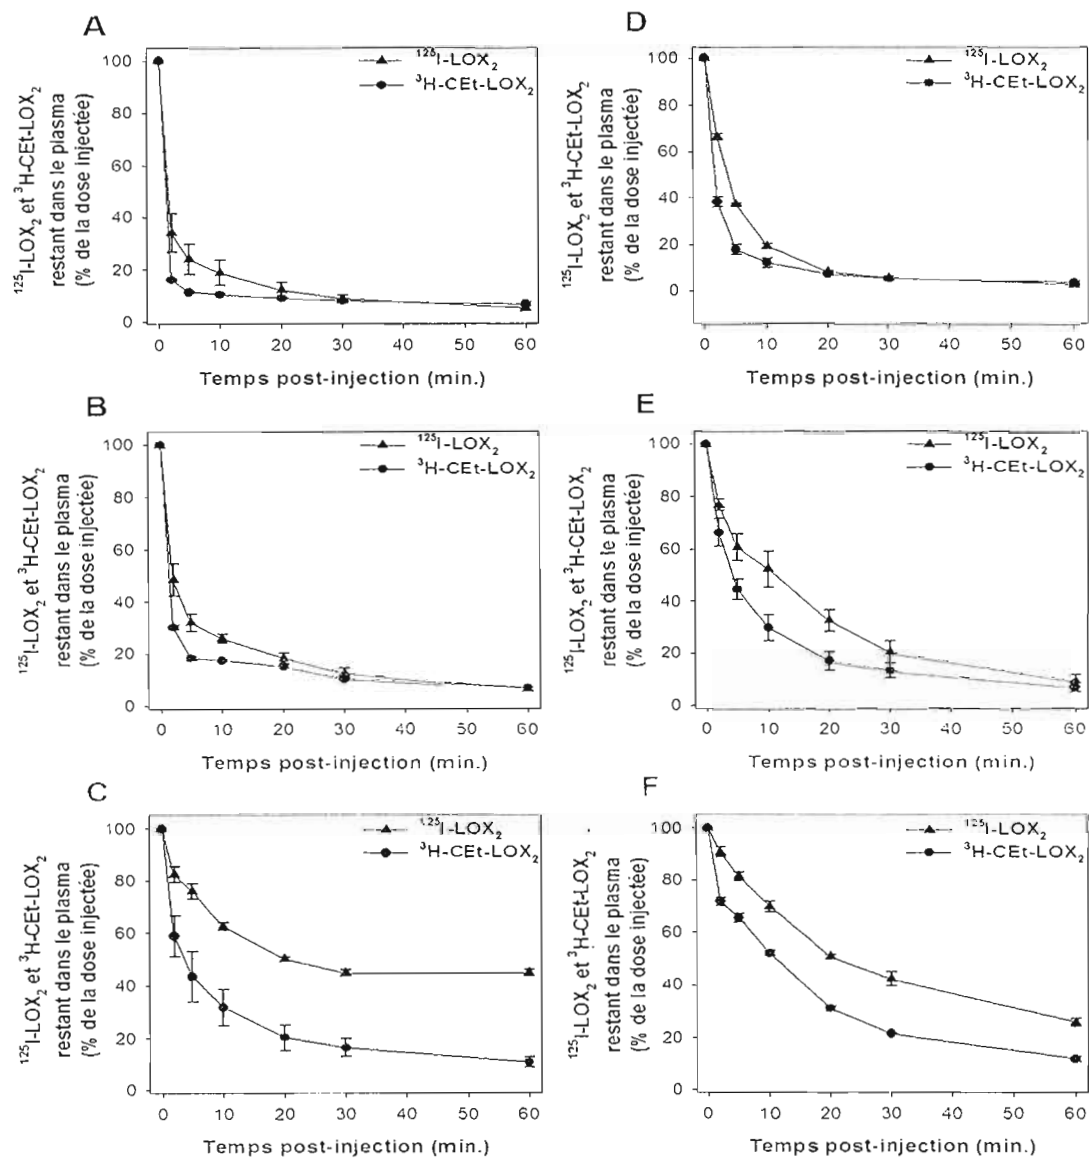 A
¹²⁵I-LOX₂ et ³H-CEt-LOX₂
restant dans le plasma
(% de la dose injectée)
100
80
60
40
20
0
¹²⁵I-LOX₂
³H-CEt-LOX₂
0 10 20 30 40 50 60
Temps post-injection (min.)
D
¹²⁵I-LOX₂ et ³H-CEt-LOX₂
restant dans le plasma
(% de la dose injectée)
100
80
60
40
20
0
¹²⁵I-LOX₂
³H-CEt-LOX₂
0 10 20 30 40 50 60
Temps post-injection (min.)
B
¹²⁵I-LOX₂ et ³H-CEt-LOX₂
restant dans le plasma
(% de la dose injectée)
100
80
60
40
20
0
¹²⁵I-LOX₂
³H-CEt-LOX₂
0 10 20 30 40 50 60
Temps post-injection (min.)
E
¹²⁵I-LOX₂ et ³H-CEt-LOX₂
restant dans le plasma
(% de la dose injectée)
100
80
60
40
20
0
¹²⁵I-LOX₂
³H-CEt-LOX₂
0 10 20 30 40 50 60
Temps post-injection (min.)
C
¹²⁵I-LOX₂ et ³H-CEt-LOX₂
restant dans le plasma
(% de la dose injectée)
100
80
60
40
20
0
¹²⁵I-LOX₂
³H-CEt-LOX₂
0 10 20 30 40 50 60
Temps post-injection (min.)
F
¹²⁵I-LOX₂ et ³H-CEt-LOX₂
restant dans le plasma
(% de la dose injectée)
100
80
60
40
20
0
¹²⁵I-LOX₂
³H-CEt-LOX₂
0 10 20 30 40 50 60
Temps post-injection (min.)